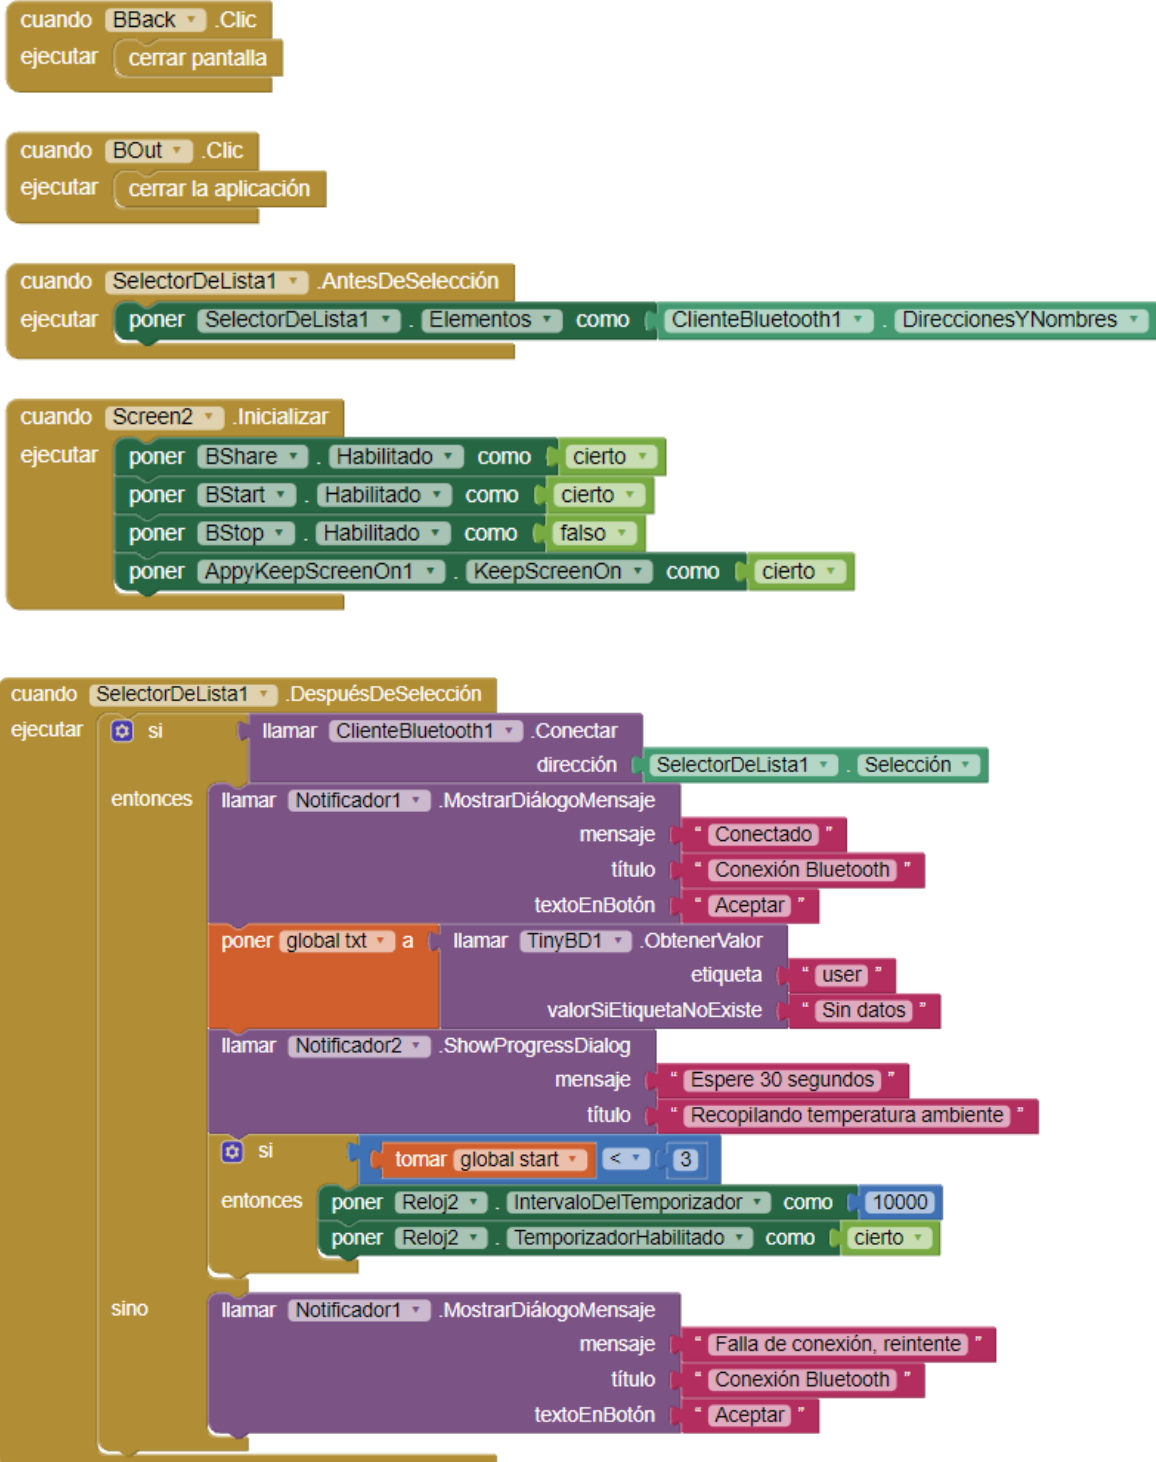 cuando BBack .Clic
ejecutar cerrar pantalla
cuando BOut .Clic
ejecutar cerrar la aplicación
cuando SelectorDeLista1 .AntesDeSelección
ejecutar poner SelectorDeLista1 . Elementos como ClienteBluetooth1 . DireccionesYNombres
cuando Screen2 .Inicializar
ejecutar poner BShare . Habilitado como cierto
poner BStart . Habilitado como cierto
poner BStop . Habilitado como falso
poner AppyKeepScreenOn1 . KeepScreenOn como cierto
cuando SelectorDeLista1 .DespuésDeSelección
ejecutar si llamar ClienteBluetooth1 .Conectar
dirección SelectorDeLista1 . Selección
entonces llamar Notificador1 .MostrarDiálogoMensaje
mensaje " Conectado "
título " Conexión Bluetooth "
textoEnBotón " Aceptar "
poner global txt a llamar TinyBD1 .ObtenerValor
etiqueta " user "
valorSiEtiquetaNoExiste " Sin datos "
llamar Notificador2 .ShowProgressDialog
mensaje " Espere 30 segundos "
título " Recopilando temperatura ambiente "
si tomar global start < 3
entonces poner Reloj2 . IntervaloDelTemporizador como 10000
poner Reloj2 . TemporizadorHabilitado como cierto
sino llamar Notificador1 .MostrarDiálogoMensaje
mensaje " Falla de conexión, reintente "
título " Conexión Bluetooth "
textoEnBotón " Aceptar "